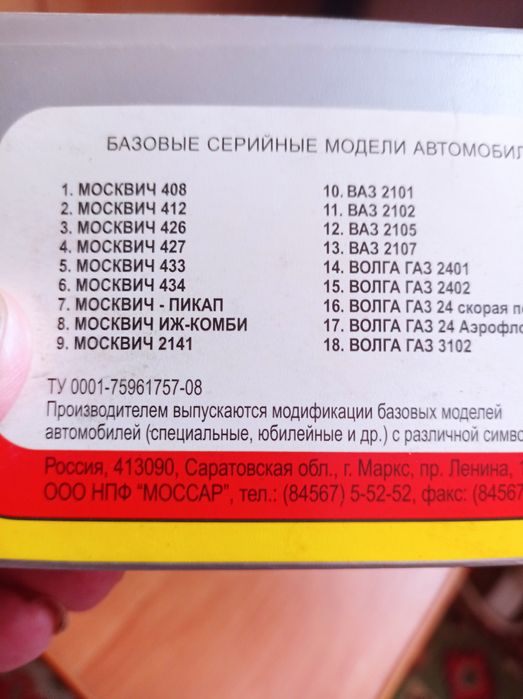 БАЗОВЫЕ СЕРИЙНЫЕ МОДЕЛИ АВТОМОБИЛ
1. МОСКВИЧ 408
2. МОСКВИЧ 412
3. МОСКВИЧ 426
4. МОСКВИЧ 427
5. МОСКВИЧ 433
6. МОСКВИЧ 434
7. МОСКВИЧ - ПИКАП
8. МОСКВИЧ ИЖ-КОМБИ
9. МОСКВИЧ 2141
10. ВАЗ 2101
11. ВАЗ 2102
12. ВАЗ 2105
13. ВАЗ 2107
14. ВОЛГА ГАЗ 2401
15. ВОЛГА ГАЗ 2402
16. ВОЛГА ГАЗ 24 скорая по
17. ВОЛГА ГАЗ 24 Аэрофло
18. ВОЛГА ГАЗ 3102
ТУ 0001-75961757-08
Производителем выпускаются модификации базовых моделей
автомобилей (специальные, юбилейные и др.) с различной симво
Россия, 413090, Саратовская обл., г. Маркс, пр. Ленина,
ООО НПФ “МОССАР”, тел.: (84567) 5-52-52, факс: (84567